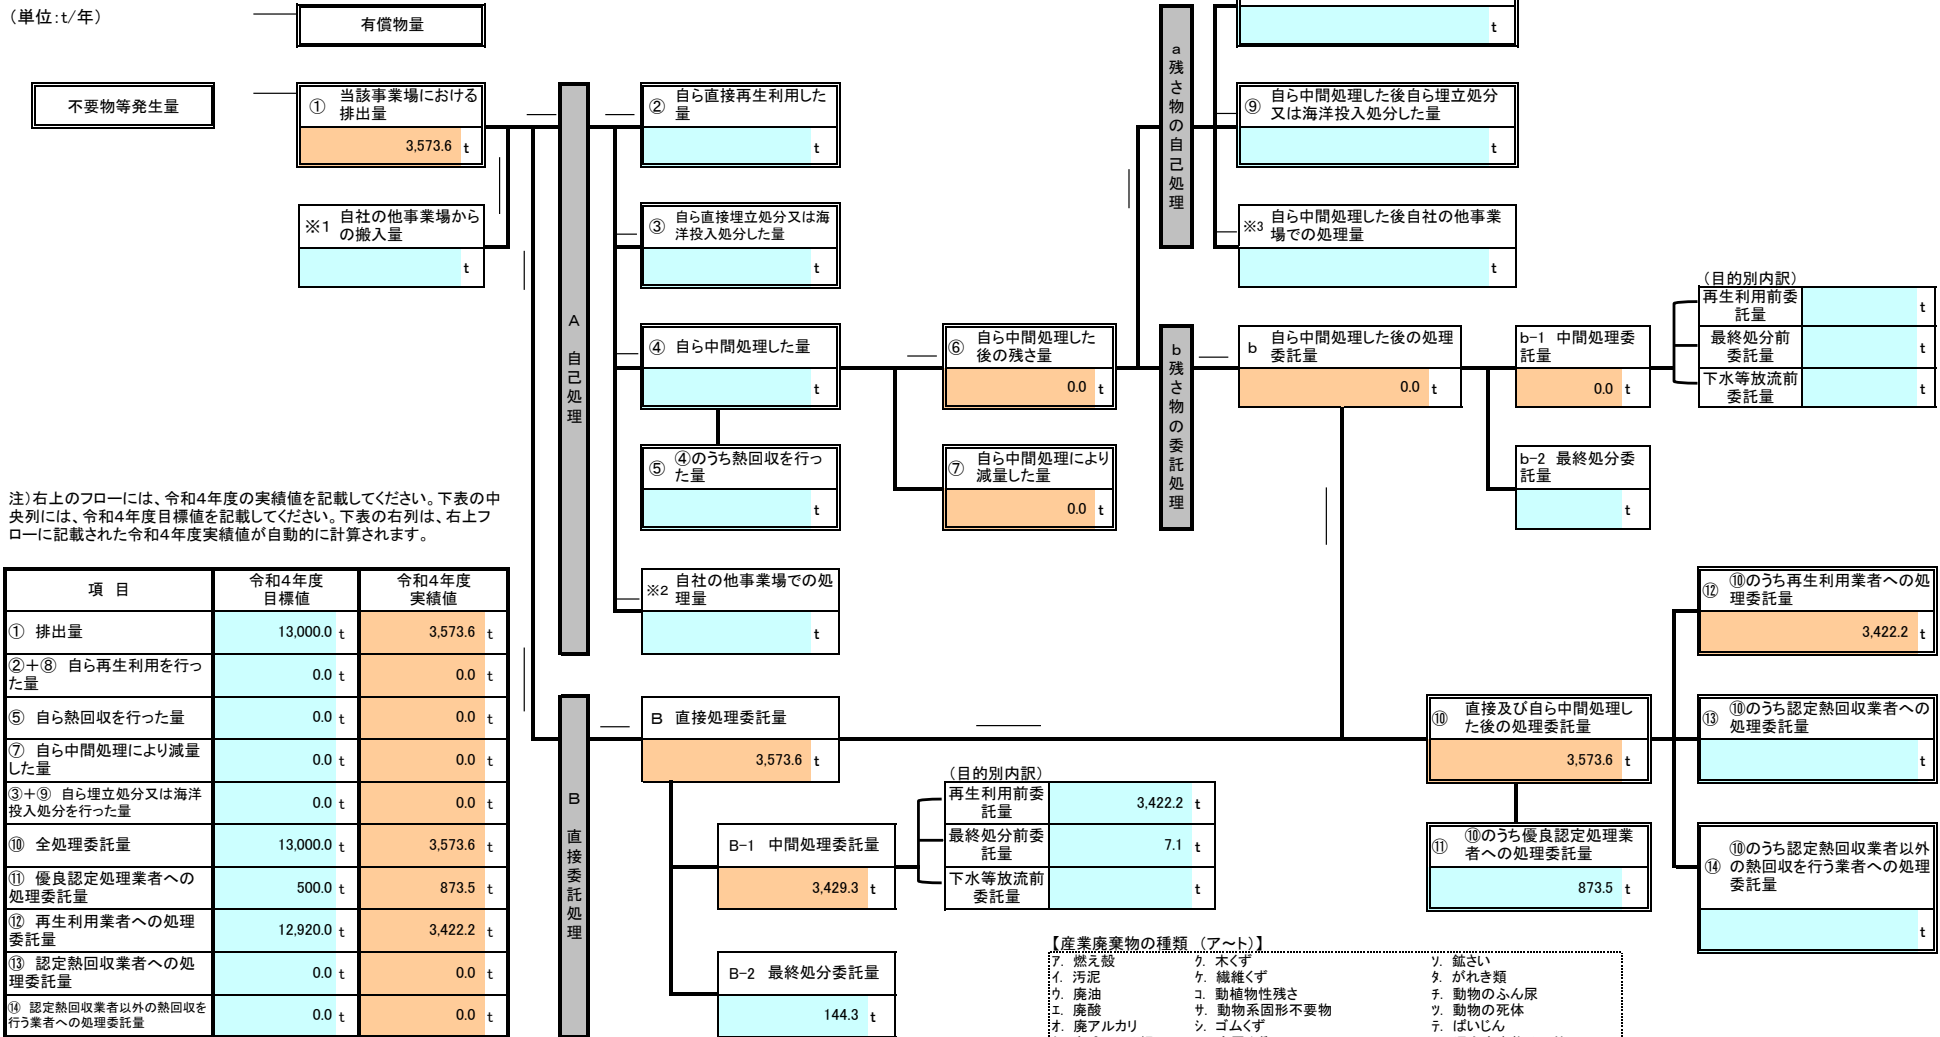 (単位:t/年)
有償物量
t
不要物等発生量
① 当該事業場における
排出量
3,573.6 t
※1 自社の他事業場から
の搬入量
t
A 自己処理
② 自ら直接再生利用した
量
t
③ 自ら直接埋立処分又は海
洋投入処分した量
t
④ 自ら中間処理した量
t
⑤ ④のうち熱回収を行っ
た量
t
※2 自社の他事業場での処
理量
t
⑥ 自ら中間処理した
後の残さ量
0.0 t
⑦ 自ら中間処理により
減量した量
0.0 t
a 残さ物の自己処理
⑨ 自ら中間処理した後自ら埋立処分
又は海洋投入処分した量
t
※3 自ら中間処理した後自社の他事業
場での処理量
t
b 残さ物の委託処理
b 自ら中間処理した後の処理
委託量
0.0 t
b-1 中間処理委
託量
0.0 t
b-2 最終処分委
託量
t
(目的別内訳)
再生利用前委
託量
t
最終処分前
委託量
t
下水等放流前
委託量
t
注)右上のフローには、令和4年度の実績値を記載してください。下表の中
央列には、令和4年度目標値を記載してください。下表の右列は、右上フ
ローに記載された令和4年度実績値が自動的に計算されます。
項 目 令和4年度 目標値 令和4年度 実績値
① 排出量 13,000.0 t 3,573.6 t
②+⑧ 自ら再生利用を行っ
た量 0.0 t 0.0 t
⑤ 自ら熱回収を行った量 0.0 t 0.0 t
⑦ 自ら中間処理により減量
した量 0.0 t 0.0 t
③+⑨ 自ら埋立処分又は海洋
投入処分を行った量 0.0 t 0.0 t
⑩ 全処理委託量 13,000.0 t 3,573.6 t
⑪ 優良認定処理業者への
処理委託量 500.0 t 873.5 t
⑫ 再生利用業者への処理
委託量 12,920.0 t 3,422.2 t
⑬ 認定熱回収業者への処
理委託量 0.0 t 0.0 t
⑭ 認定熱回収業者以外の熱回収を
行う業者への処理委託量 0.0 t 0.0 t
B 直接委託処理
B 直接処理委託量
3,573.6 t
B-1 中間処理委託量
3,429.3 t
B-2 最終処分委託量
144.3 t
(目的別内訳)
再生利用前委
託量
3,422.2 t
最終処分前委
託量
7.1 t
下水等放流前
委託量
t
⑩ 直接及び自ら中間処理し
た後の処理委託量
3,573.6 t
⑪ ⑩のうち優良認定処理業
者への処理委託量
873.5 t
⑫ ⑩のうち再生利用業者への処
理委託量
3,422.2 t
⑬ ⑩のうち認定熱回収業者への
処理委託量
t
⑭ ⑩のうち認定熱回収業者以外
の熱回収を行う業者への処理
委託量
t
【産業廃棄物の種類 (ア~ト)】
ア. 燃え殻 ク. 木くず ソ. 鉱さい
イ. 汚泥 ケ. 繊維くず タ. がれき類
ウ. 廃油 コ. 動植物性残さ チ. 動物のふん尿
エ. 廃酸 サ. 動物系固形不要物 ツ. 動物の死体
オ. 廃アルカリ シ. ゴムくず テ. ばいじん